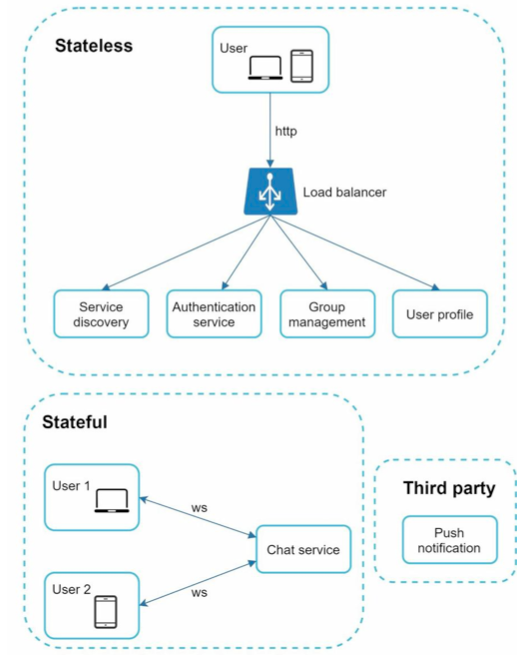 Stateless
User
http
Load balancer
Service
discovery
Authentication
service
Group
management
User profile
Stateful
User 1
ws
Chat service
User 2
ws
Third party
Push
notification